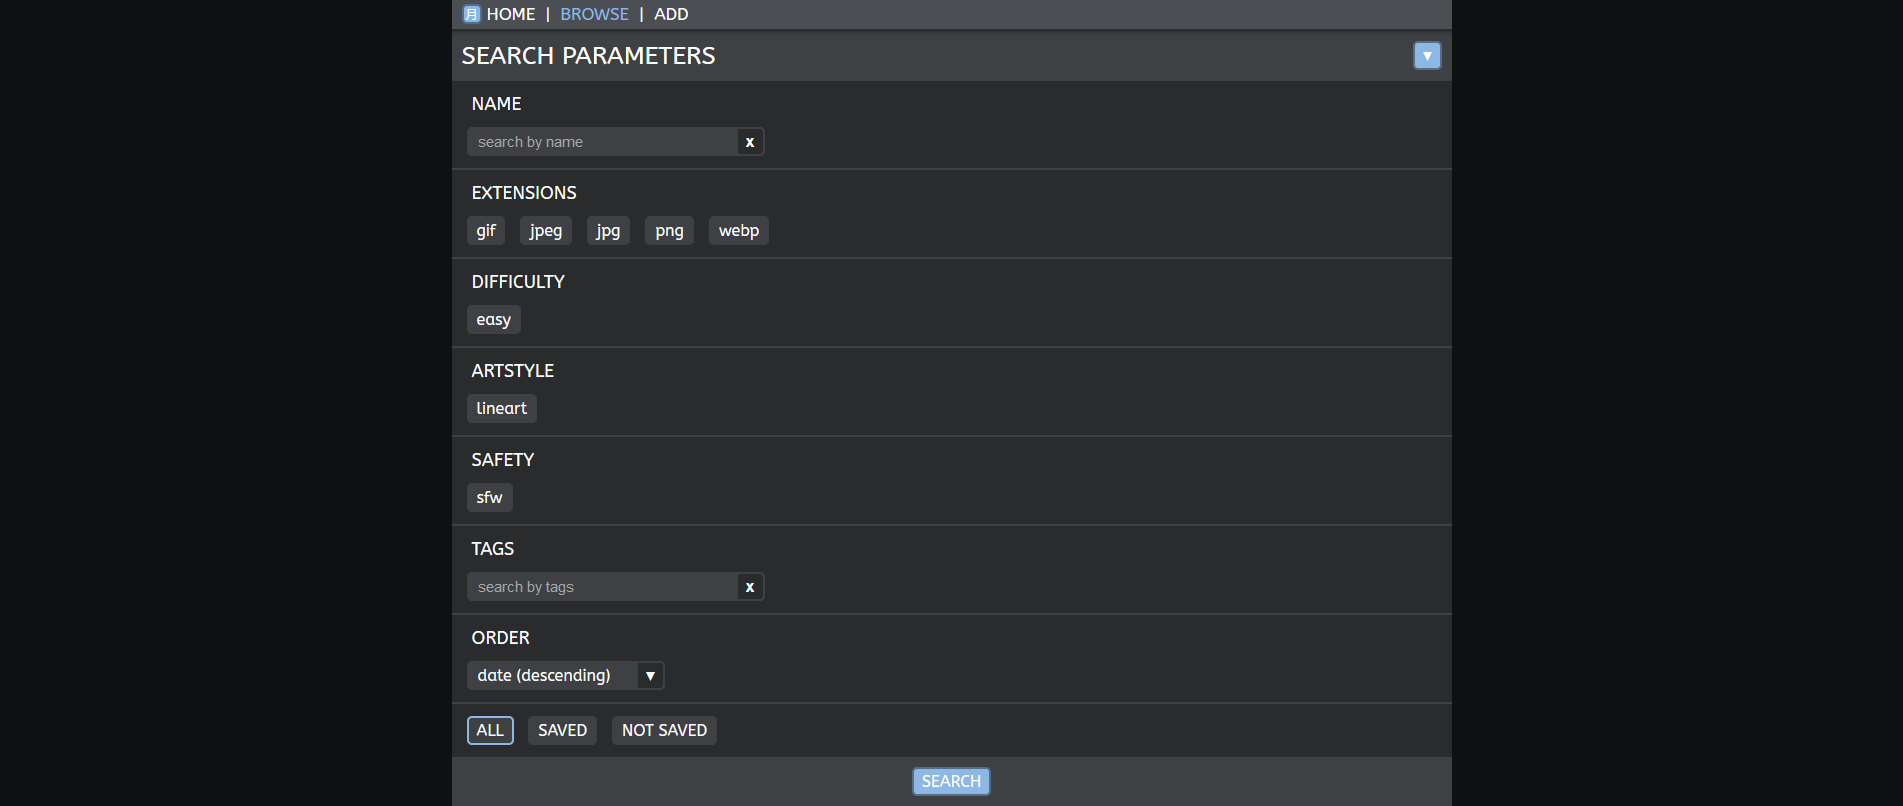 月 HOME | BROWSE | ADD
SEARCH PARAMETERS ▼
NAME
search by name x
EXTENSIONS
gif jpeg jpg png webp
DIFFICULTY
easy
ARTSTYLE
lineart
SAFETY
sfw
TAGS
search by tags x
ORDER
date (descending) ▼
ALL SAVED NOT SAVED
SEARCH